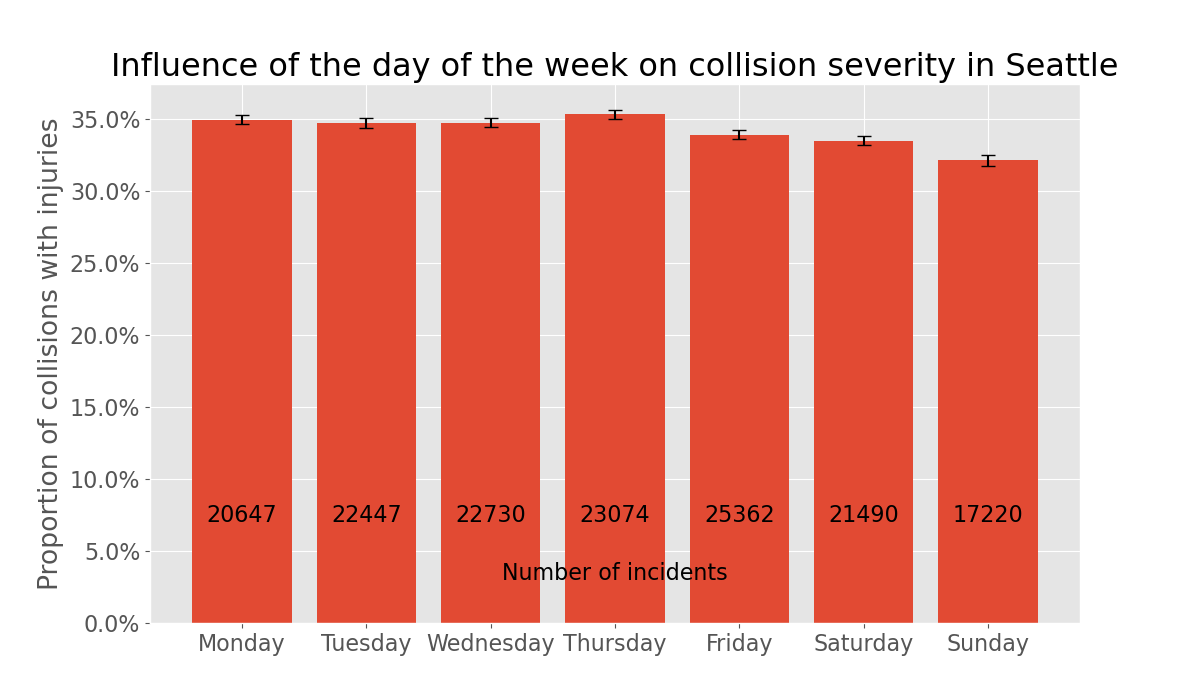 Influence of the day of the week on collision severity in Seattle
Proportion of collisions with injuries
35.0%
30.0%
25.0%
20.0%
15.0%
10.0%
5.0%
0.0%
20647 22447 22730 23074 25362 21490 17220
Number of incidents
Monday Tuesday Wednesday Thursday Friday Saturday Sunday